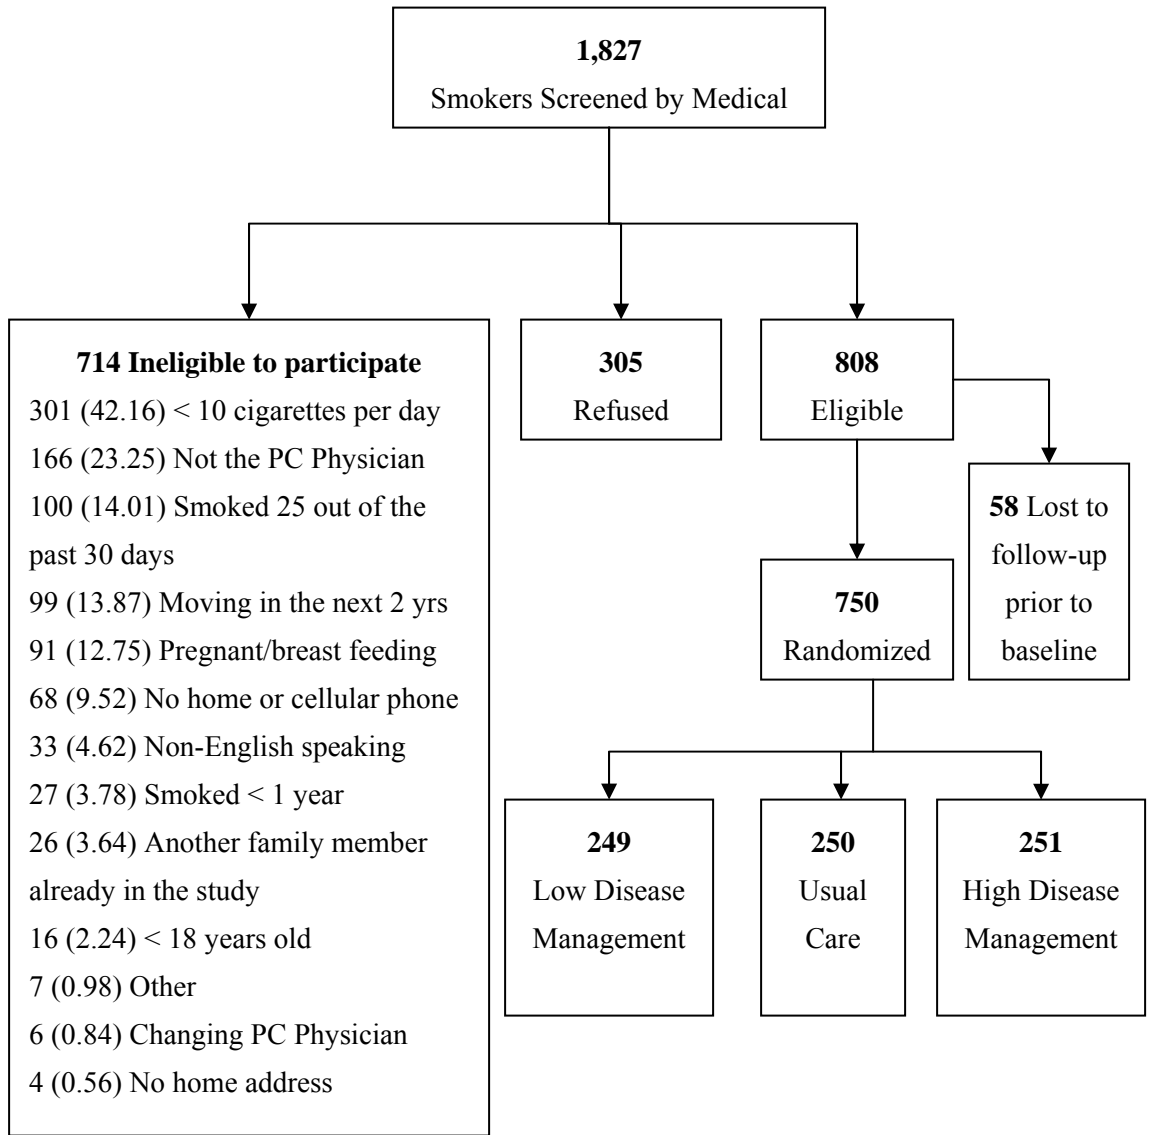 1,827
Smokers Screened by Medical
714 Ineligible to participate
301 (42.16) < 10 cigarettes per day
166 (23.25) Not the PC Physician
100 (14.01) Smoked 25 out of the
past 30 days
99 (13.87) Moving in the next 2 yrs
91 (12.75) Pregnant/breast feeding
68 (9.52) No home or cellular phone
33 (4.62) Non-English speaking
27 (3.78) Smoked < 1 year
26 (3.64) Another family member
already in the study
16 (2.24) < 18 years old
7 (0.98) Other
6 (0.84) Changing PC Physician
4 (0.56) No home address
305
Refused
808
Eligible
58 Lost to
follow-up
prior to
baseline
750
Randomized
249
Low Disease
Management
250
Usual
Care
251
High Disease
Management